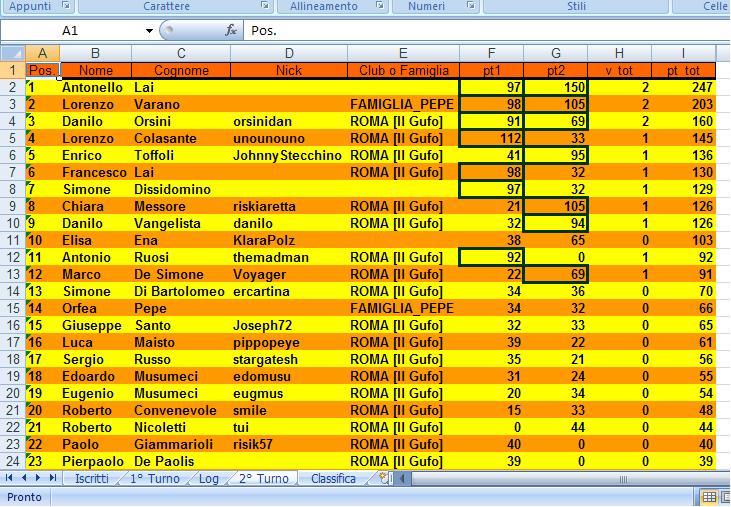 Appunti Carattere Allineamento Numeri Stili Celle
A1 fx Pos.
A B C D E F G H I
1 Pos. Nome Cognome Nick Club o Famiglia pt1 pt2 v_tot pt_tot
2 1 Antonello Lai 97 150 2 247
3 2 Lorenzo Varano FAMIGLIA_PEPE 98 105 2 203
4 3 Danilo Orsini orsinidan ROMA [Il Gufo] 91 69 2 160
5 4 Lorenzo Colasante unounouno ROMA [Il Gufo] 112 33 1 145
6 5 Enrico Toffoli JohnnyStecchino ROMA [Il Gufo] 41 95 1 136
7 6 Francesco Lai ROMA [Il Gufo] 98 32 1 130
8 7 Simone Dissidomino 97 32 1 129
9 8 Chiara Messore riskiaretta ROMA [Il Gufo] 21 105 1 126
10 9 Danilo Vangelista danilo ROMA [Il Gufo] 32 94 1 126
11 10 Elisa Ena KlaraPolz 38 65 0 103
12 11 Antonio Ruosi themadman ROMA [Il Gufo] 92 0 1 92
13 12 Marco De Simone Voyager ROMA [Il Gufo] 22 69 1 91
14 13 Simone Di Bartolomeo ercartina ROMA [Il Gufo] 34 36 0 70
15 14 Orfea Pepe FAMIGLIA_PEPE 34 32 0 66
16 15 Giuseppe Santo Joseph72 ROMA [Il Gufo] 32 33 0 65
17 16 Luca Maisto pippopeye ROMA [Il Gufo] 39 22 0 61
18 17 Sergio Russo stargatesh ROMA [Il Gufo] 35 21 0 56
19 18 Edoardo Musumeci edomusu ROMA [Il Gufo] 31 24 0 55
20 19 Eugenio Musumeci eugmus ROMA [Il Gufo] 20 34 0 54
21 20 Roberto Convenevole smile ROMA [Il Gufo] 15 33 0 48
22 21 Roberto Nicoletti tui ROMA [Il Gufo] 0 44 0 44
23 22 Paolo Giammarioli risik57 ROMA [Il Gufo] 40 0 0 40
24 23 Pierpaolo De Paolis ROMA [Il Gufo] 39 0 0 39
Iscritti 1° Turno Log 2° Turno Classifica
Pronto